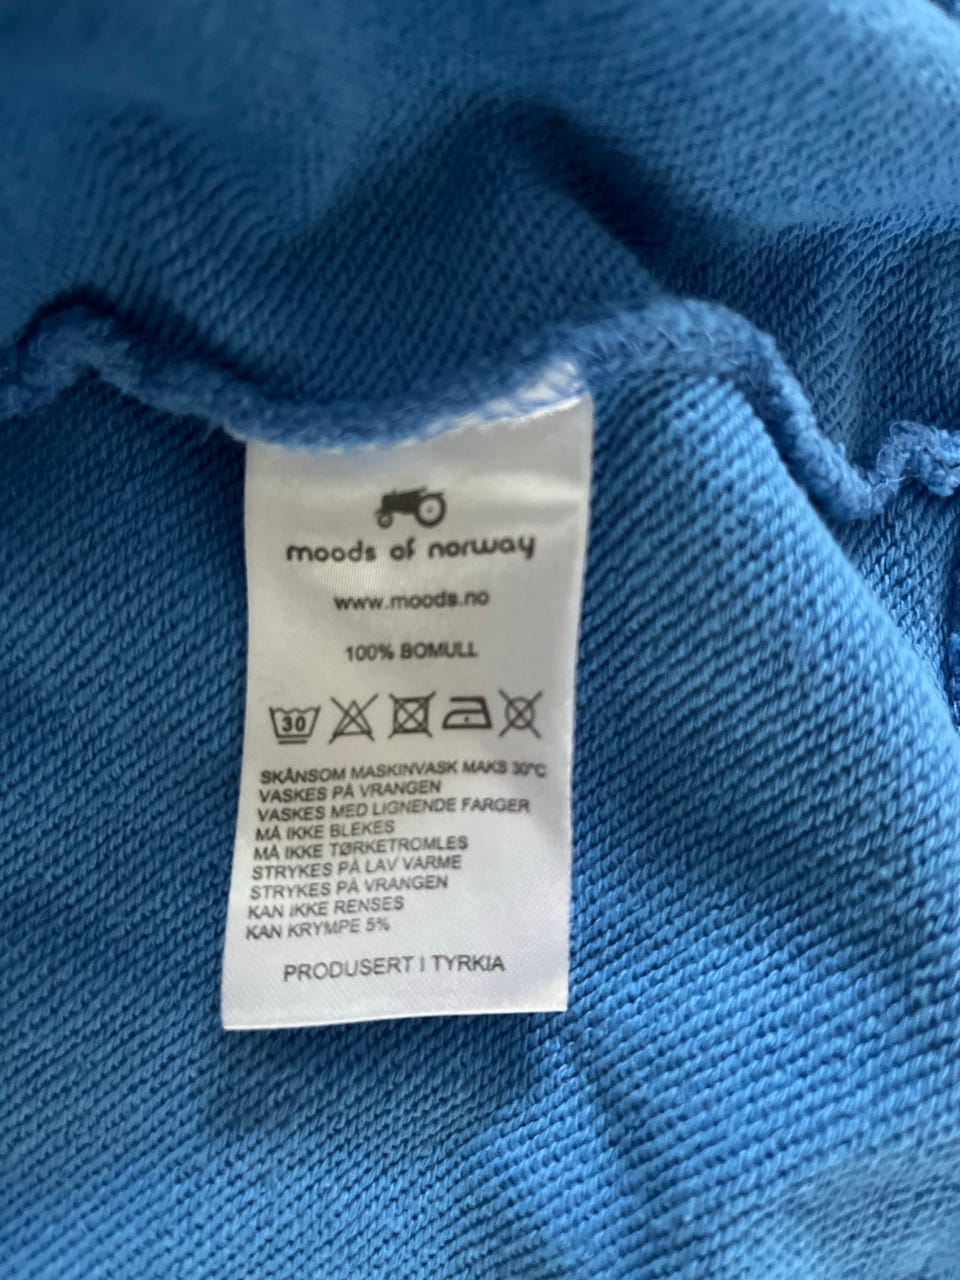 moods of norway
www.moods.no
100% BOMULL
30
SKÅNSOM MASKINVASK MAKS 30°C
VASKES PÅ VRANGEN
VASKES MED LIGNENDE FARGER
MÅ IKKE BLEKES
MÅ IKKE TØRKETROMLES
STRYKES PÅ LAV VARME
STRYKES PÅ VRANGEN
KAN IKKE RENSES
KAN KRYMPE 5%
PRODUSERT I TYRKIA